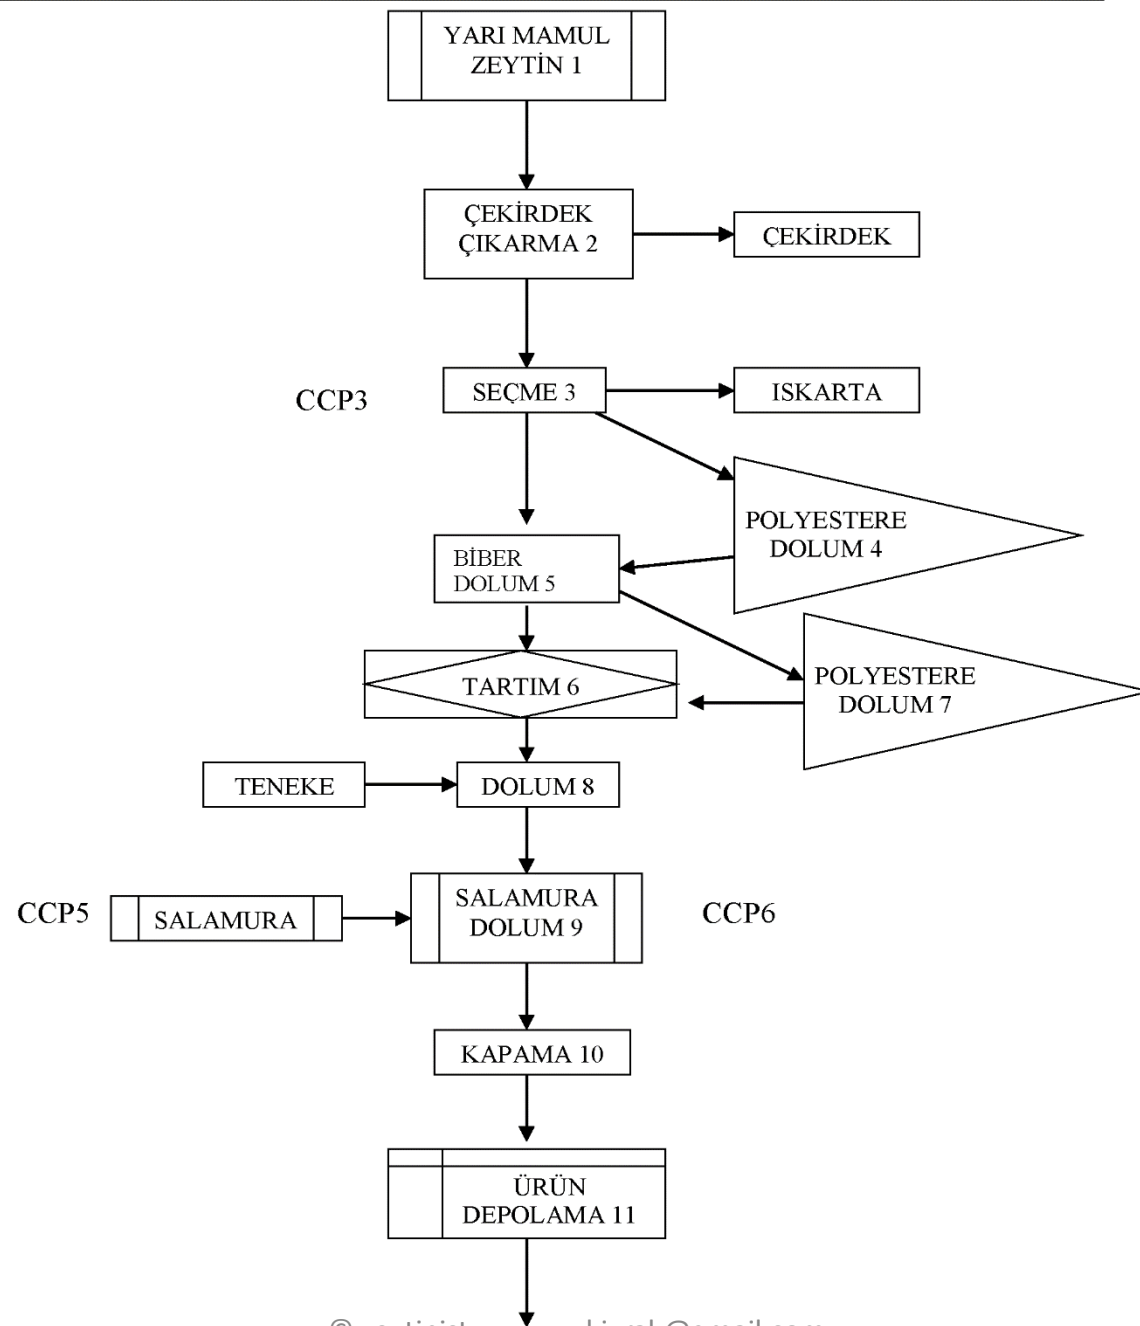 YARI MAMUL
ZEYTİN 1
ÇEKİRDEK
ÇIKARMA 2
ÇEKİRDEK
CCP3
SEÇME 3
ISKARTA
POLYESTERE
DOLUM 4
BİBER
DOLUM 5
TARTIM 6
POLYESTERE
DOLUM 7
TENEKE
DOLUM 8
CCP5
SALAMURA
SALAMURA
DOLUM 9
CCP6
KAPAMA 10
ÜRÜN
DEPOLAMA 11